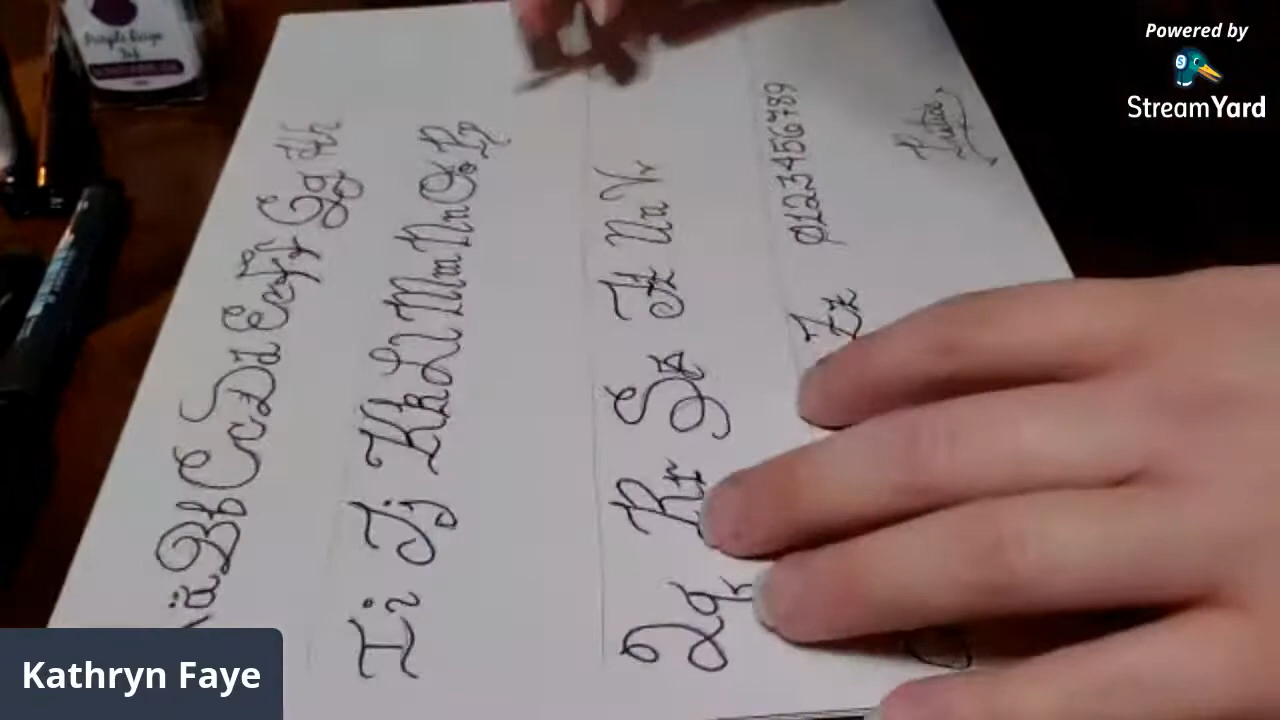 Powered by
StreamYard
ä Bb Cc Dd Ee Ff Gg Hh
Ii Jj Kk Ll Mm Nn Oo Pp
Qq Rr Ss Tt Uu Vv
Zz 0123456789
Kathryn Faye